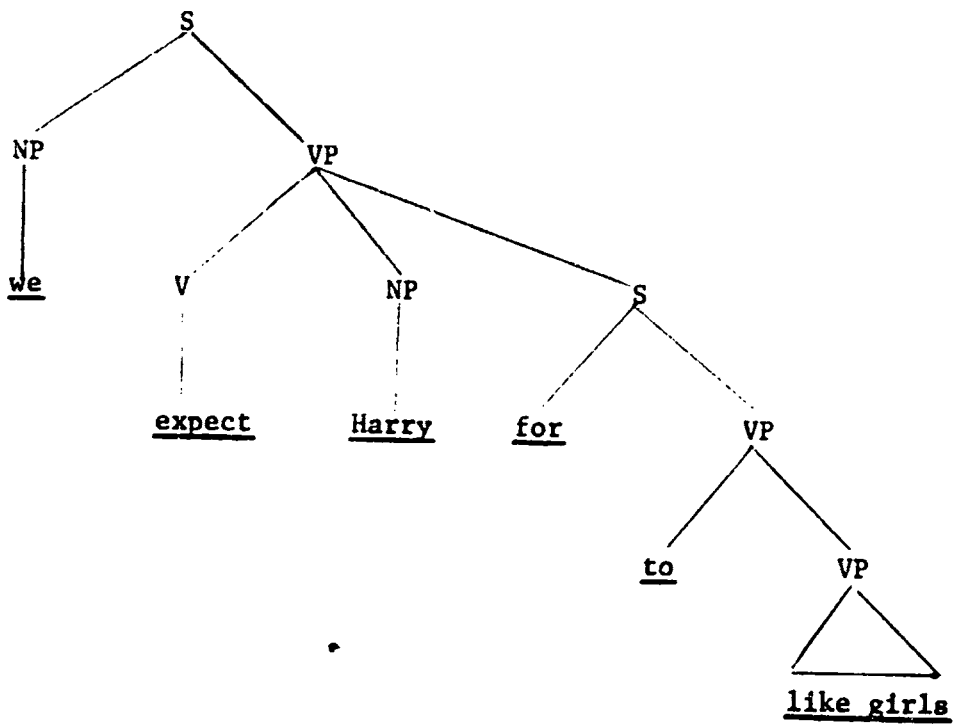 S
NP VP
we V NP S
expect Harry for VP
to VP
like girls